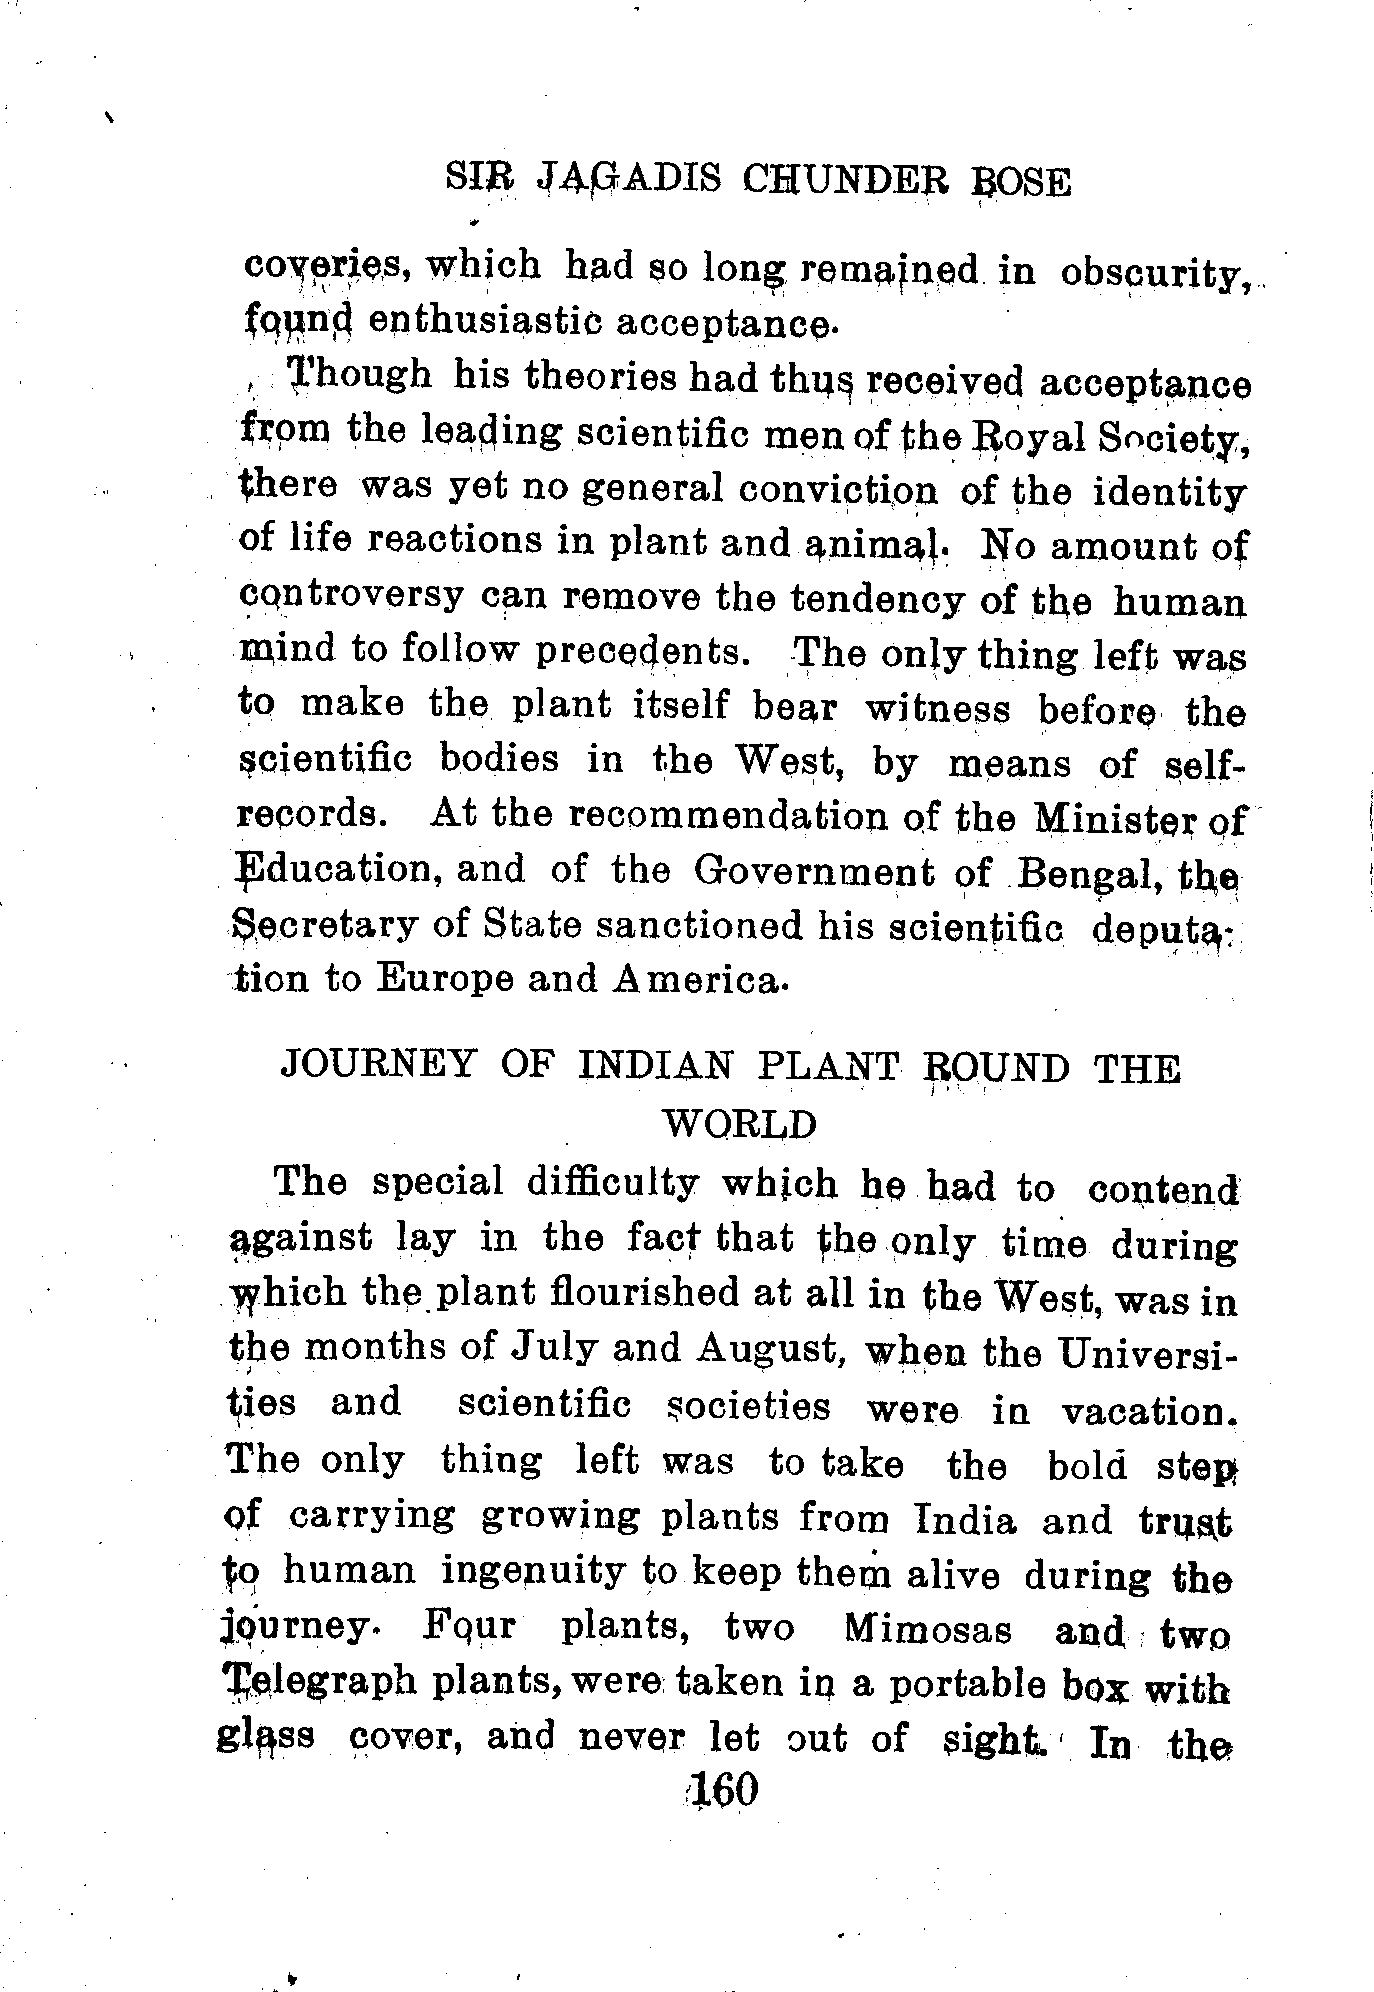 SIR JAGADIS CHUNDER BOSE
coveries, which had so long remained in obscurity,
found enthusiastic acceptance.
Though his theories had thus received acceptance
from the leading scientific men of the Royal Society,
there was yet no general conviction of the identity
of life reactions in plant and animal. No amount of
controversy can remove the tendency of the human
mind to follow precedents. The only thing left was
to make the plant itself bear witness before the
scientific bodies in the West, by means of self-
records. At the recommendation of the Minister of
Education, and of the Government of Bengal, the
Secretary of State sanctioned his scientific deputa-
tion to Europe and America.
JOURNEY OF INDIAN PLANT ROUND THE
WORLD
The special difficulty which he had to contend
against lay in the fact that the only time during
which the plant flourished at all in the West, was in
the months of July and August, when the Universi-
ties and scientific societies were in vacation.
The only thing left was to take the bold step
of carrying growing plants from India and trust
to human ingenuity to keep them alive during the
journey. Four plants, two Mimosas and two
Telegraph plants, were taken in a portable box with
glass cover, and never let out of sight. In the
160